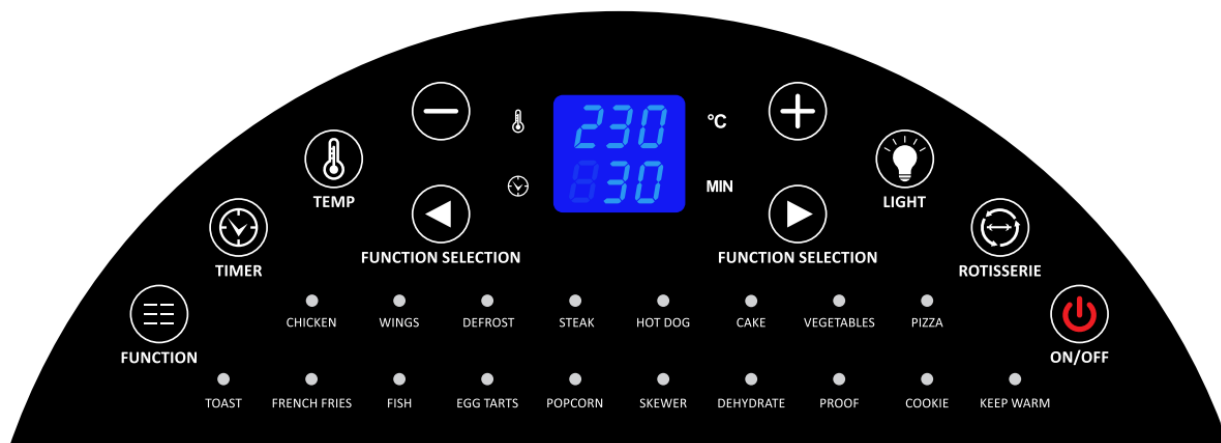 230 °C
30 MIN
TEMP
LIGHT
TIMER
FUNCTION SELECTION
FUNCTION SELECTION
ROTISSERIE
FUNCTION
ON/OFF
CHICKEN WINGS DEFROST STEAK HOT DOG CAKE VEGETABLES PIZZA
TOAST FRENCH FRIES FISH EGG TARTS POPCORN SKEWER DEHYDRATE PROOF COOKIE KEEP WARM